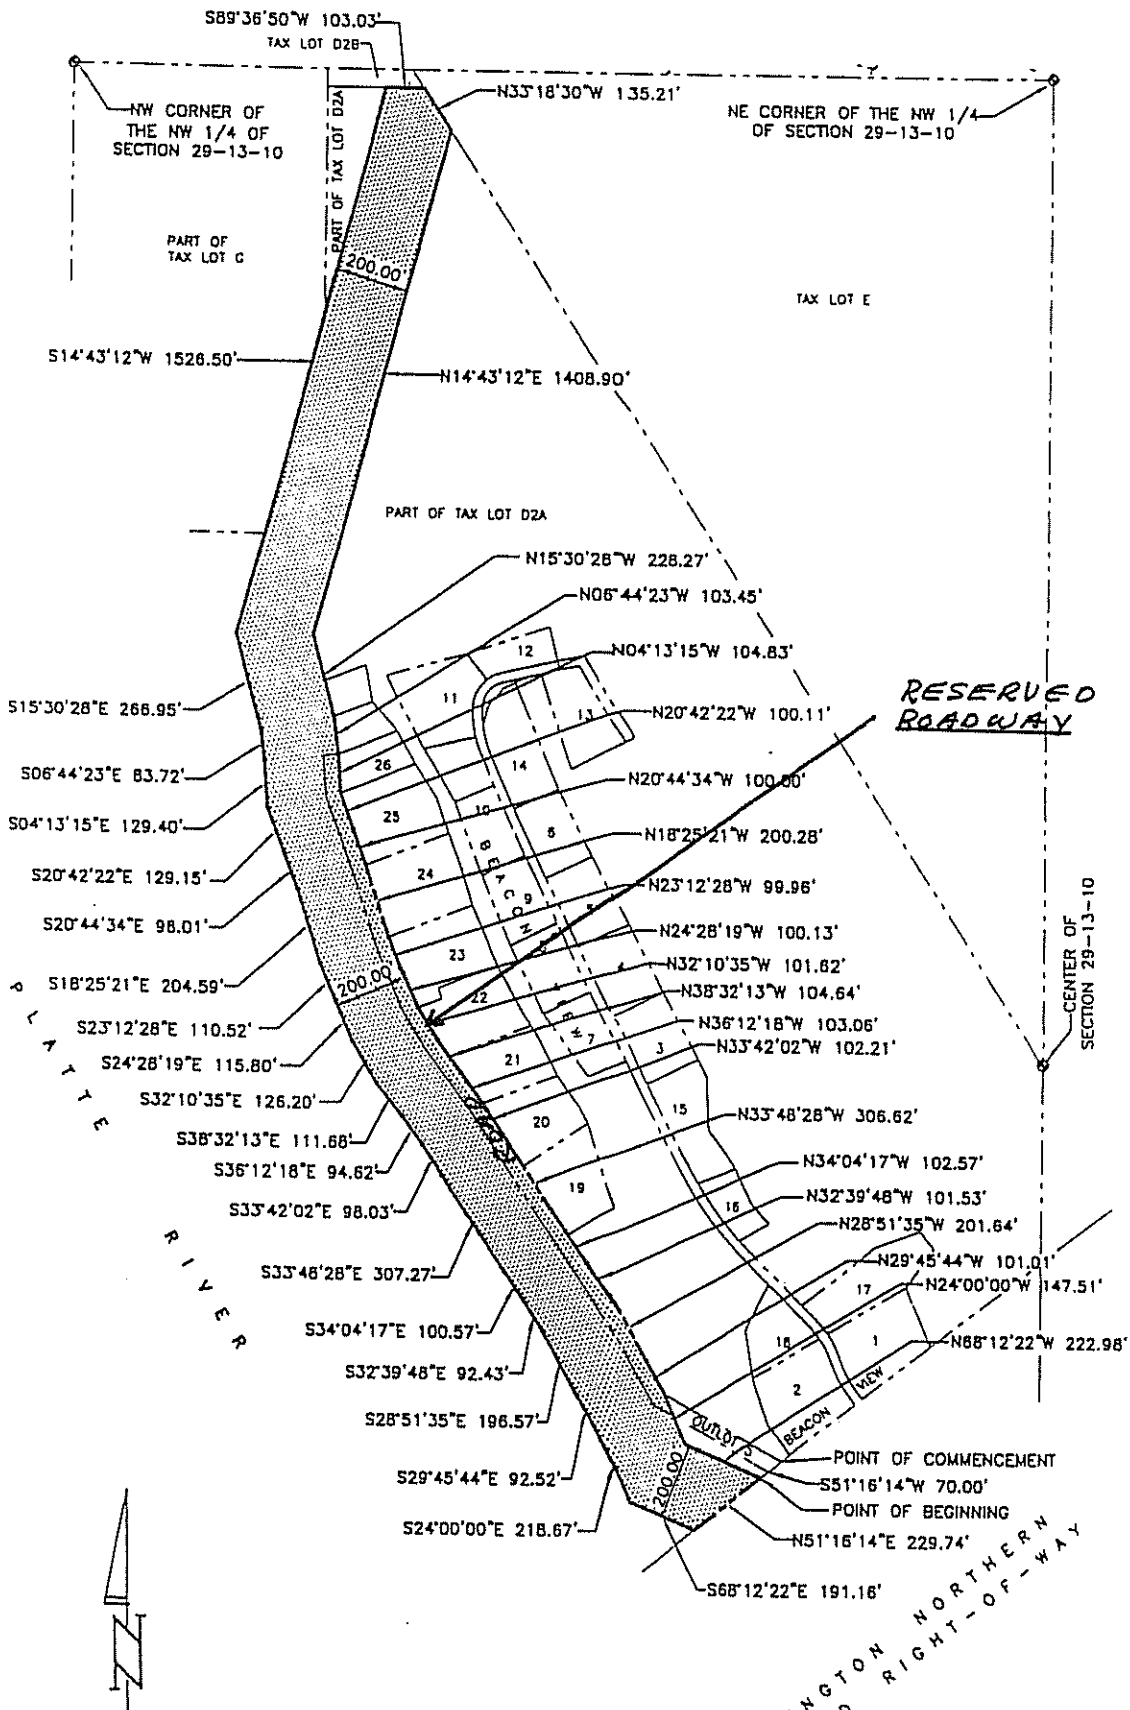 S89°36'50"W 103.03'
TAX LOT D2B
N33°18'30"W 135.21'
NW CORNER OF
THE NW 1/4 OF
SECTION 29-13-10
NE CORNER OF THE NW 1/4
OF SECTION 29-13-10
PART OF TAX LOT D2A
PART OF
TAX LOT G
200.00'
TAX LOT E
S14°43'12"W 1526.50'
N14°43'12"E 1408.90'
PART OF TAX LOT D2A
N15°30'28"W 228.27'
N06°44'23"W 103.45'
N04°13'15"W 104.83'
RESERVED
ROADWAY
N20°42'22"W 100.11'
N20°44'34"W 100.00'
N18°25'21"W 200.28'
N23°12'28"W 99.96'
N24°28'19"W 100.13'
N32°10'35"W 101.62'
N38°32'13"W 104.64'
N36°12'18"W 103.06'
N33°42'02"W 102.21'
N33°48'28"W 306.62'
N34°04'17"W 102.57'
N32°39'48"W 101.53'
N28°51'35"W 201.64'
N29°45'44"W 101.01'
N24°00'00"W 147.51'
N68°12'22"W 222.98'
S15°30'28"E 266.95'
S06°44'23"E 83.72'
S04°13'15"E 129.40'
S20°42'22"E 129.15'
S20°44'34"E 98.01'
S18°25'21"E 204.59'
S23°12'28"E 110.52'
S24°28'19"E 115.80'
S32°10'35"E 126.20'
S38°32'13"E 111.68'
S36°12'18"E 94.62'
S33°42'02"E 98.03'
S33°48'28"E 307.27'
S34°04'17"E 100.57'
S32°39'48"E 92.43'
S28°51'35"E 196.57'
S29°45'44"E 92.52'
S24°00'00"E 218.67'
12
11
13
26
14
10
25
6
24
9
5
23
4
22
7
21
3
20
15
19
16
17
18
1
2
BEACON VIEW
200.00
CENTER OF
SECTION 29-13-10
PLATTE RIVER
BEACON VIEW
OUTLOT 3
POINT OF COMMENCEMENT
S51°16'14"W 70.00'
POINT OF BEGINNING
N51°16'14"E 229.74'
200.00
S68°12'22"E 191.16'
NGTON NORTHERN
RIGHT-OF-WAY
N